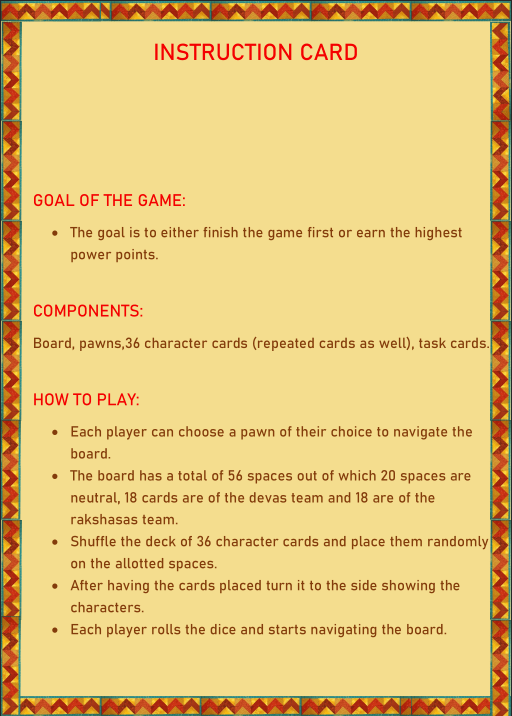 INSTRUCTION CARD
GOAL OF THE GAME:
• The goal is to either finish the game first or earn the highest
power points.
COMPONENTS:
Board, pawns,36 character cards (repeated cards as well), task cards.
HOW TO PLAY:
• Each player can choose a pawn of their choice to navigate the
board.
• The board has a total of 56 spaces out of which 20 spaces are
neutral, 18 cards are of the devas team and 18 are of the
rakshasas team.
• Shuffle the deck of 36 character cards and place them randomly
on the allotted spaces.
• After having the cards placed turn it to the side showing the
characters.
• Each player rolls the dice and starts navigating the board.